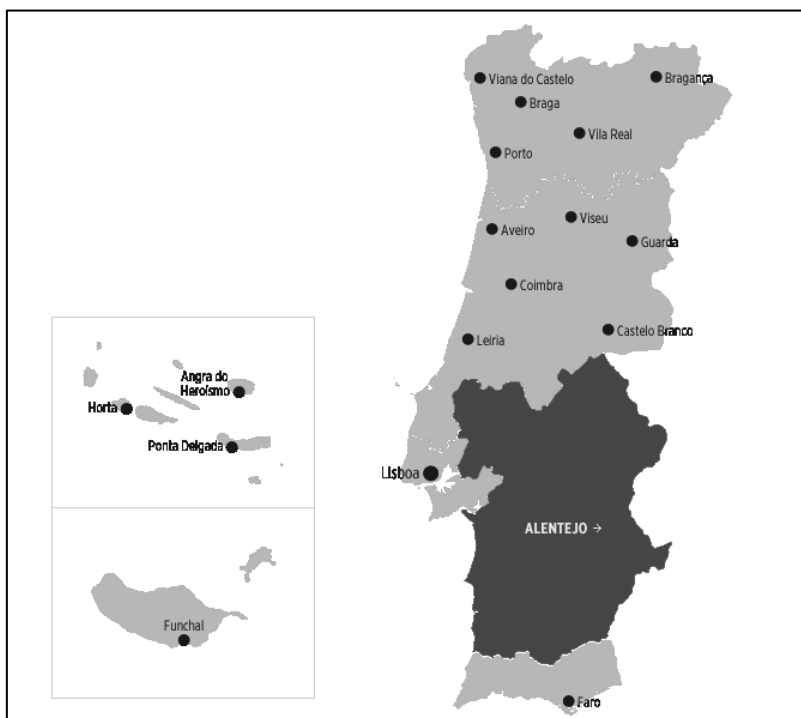 Viana do Castelo
Bragança
Braga
Vila Real
Porto
Viseu
Aveiro
Guarda
Coimbra
Castelo Branco
Leiria
Angra do
Heroísmo
Horta
Ponta Delgada
Lisboa
ALENTEJO →
Funchal
Faro